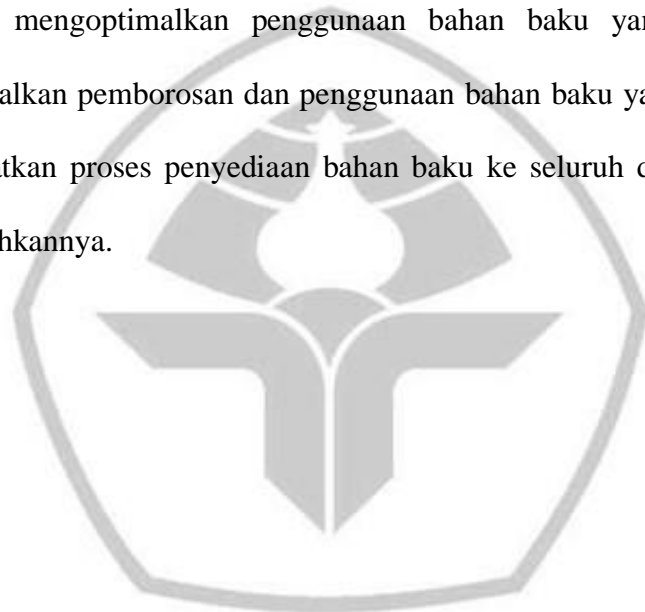 mengoptimalkan penggunaan bahan baku yan
alkan pemborosan dan penggunaan bahan baku ya
atkan proses penyediaan bahan baku ke seluruh d
hkannya.